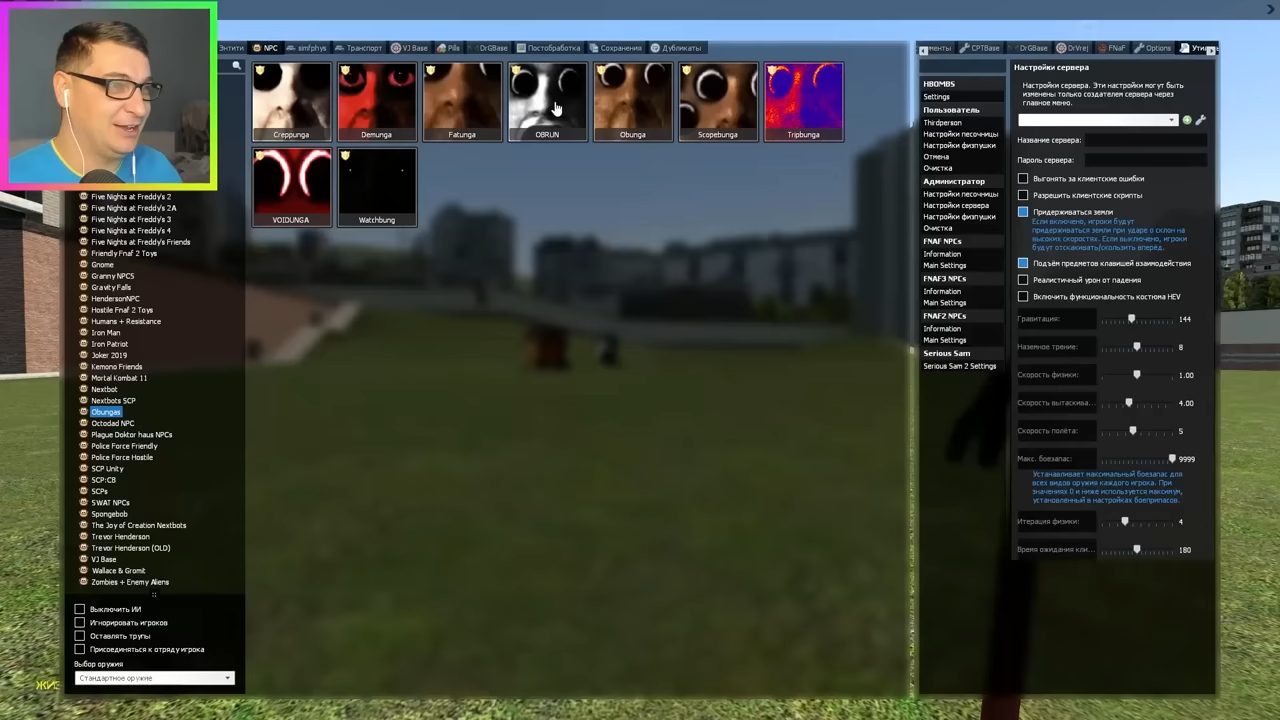 Энтити NPC simfphys Транспорт VJ Base Pills DrGBase Постобработка Сохранения Дубликаты
менты CPTBase DrGBase DrVrej FNaF Options
Creppunga Demunga Fatunga OBRUN Obunga Scopebunga Tripbunga
VOIDUNGA Watchbung
Five Nights at Freddy's 2
Five Nights at Freddy's 2A
Five Nights at Freddy's 3
Five Nights at Freddy's 4
Five Nights at Freddy's Friends
Friendly Fnaf 2 Toys
Gnome
Granny NPCS
Gravity Falls
HendersonNPC
Hostile Fnaf 2 Toys
Humans + Resistance
Iron Man
Iron Patriot
Joker 2019
Kemono Friends
Mortal Kombat 11
Nextbot
Nextbots SCP
Obungas
Octodad NPC
Plague Doktor haus NPCs
Police Force Friendly
Police Force Hostile
SCP Unity
SCP:CB
SCPs
SWAT NPCs
Spongebob
The Joy of Creation Nextbots
Trevor Henderson
Trevor Henderson (OLD)
VJ Base
Wallace & Gromit
Zombies + Enemy Aliens
Выключить ИИ
Игнорировать игроков
Оставлять трупы
Присоединяться к отряду игрока
Выбор оружия
Стандартное оружие
HBOMBS
Settings
Пользователь
Thirdperson
Настройки песочницы
Настройки физпушки
Отмена
Очистка
Администратор
Настройки песочницы
Настройки сервера
Настройки физпушки
Очистка
FNAF NPCs
Information
Main Settings
FNAF3 NPCs
Information
Main Settings
FNAF2 NPCs
Information
Main Settings
Serious Sam
Serious Sam 2 Settings
Настройки сервера
Настройки сервера. Эти настройки могут быть
изменены только создателем сервера через
главное меню.
Название сервера:
Пароль сервера:
Выгонять за клиентские ошибки
Разрешить клиентские скрипты
Придерживаться земли
Если включено, игроки будут
придерживаться земли при ударе о склон на
высоких скоростях. Если выключено, игроки
будут отскакивать/скользить вперёд.
Подъём предметов клавишей взаимодействия
Реалистичный урон от падения
Включить функциональность костюма HEV
Гравитация: 144
Наземное трение: 8
Скорость физики: 1.00
Скорость вытаскива... 4.00
Скорость полёта: 5
Макс. боезапас: 9999
Устанавливает максимальный боезапас для
всех видов оружия каждого игрока. При
значениях 0 и ниже используется максимум,
установленный в настройках боеприпасов.
Итерация физики: 4
Время ожидания кли... 180